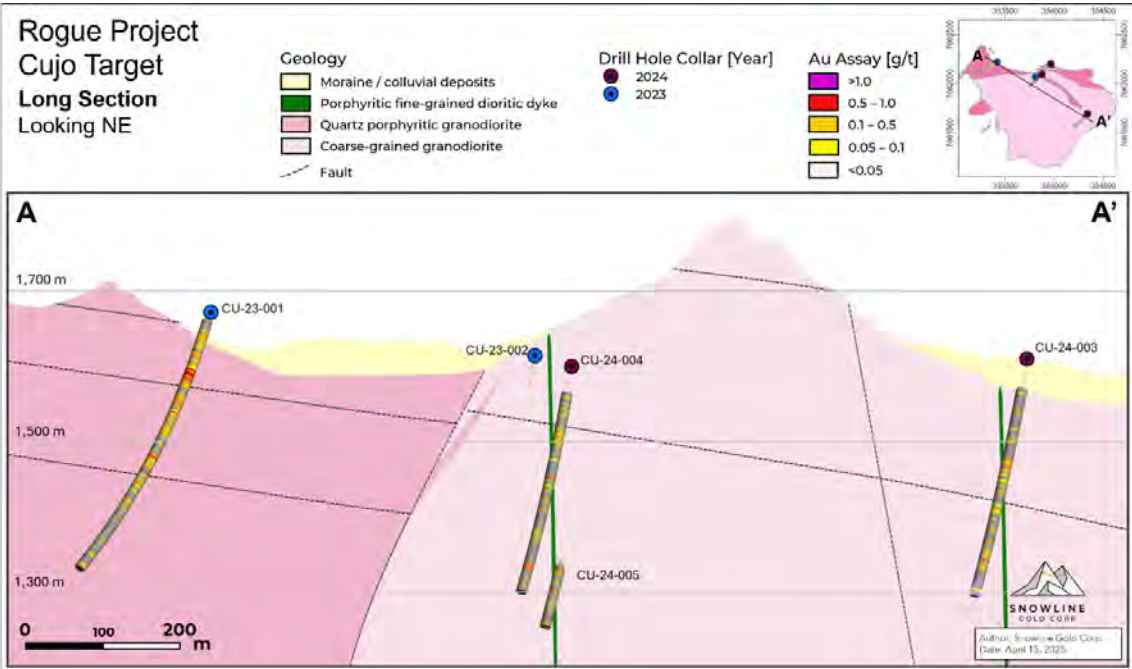 Rogue Project
Cujo Target
Long Section
Looking NE
Geology
Moraine / colluvial deposits
Porphyritic fine-grained dioritic dyke
Quartz porphyritic granodiorite
Coarse-grained granodiorite
Fault
Drill Hole Collar [Year]
2024
2023
Au Assay [g/t]
>1.0
0.5 – 1.0
0.1 – 0.5
0.05 – 0.1
<0.05
A
A'
A
A'
1,700 m
CU-23-001
CU-23-002
CU-24-004
CU-24-003
1,500 m
CU-24-005
1,300 m
0 100 200
m
SNOWLINE
GOLD CORP
Author: Snowline Gold Corp.
Date: April 15, 2025